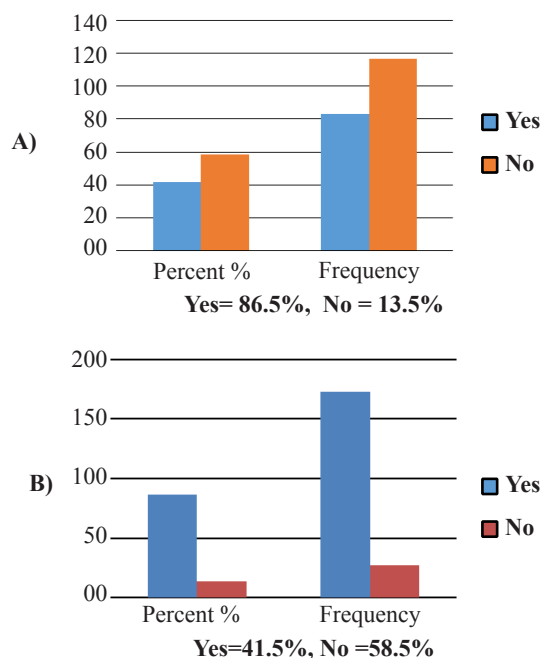 140
120
100
80
60
40
20
00
A)
Yes
No
Percent %
Frequency
Yes= 86.5%, No = 13.5%
200
150
100
50
00
B)
Yes
No
Percent %
Frequency
Yes=41.5%, No =58.5%